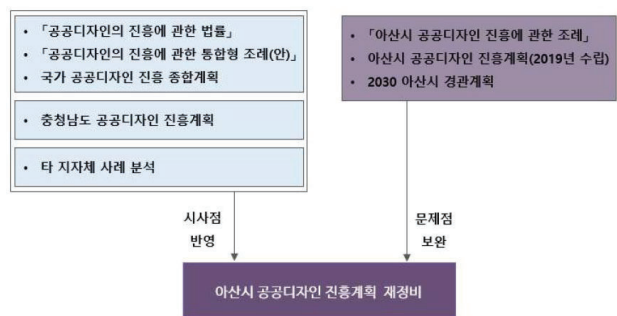 • 「공공디자인의 진흥에 관한 법률」
• 「공공디자인의 진흥에 관한 통합형 조례(안)」
• 국가 공공디자인 진흥 종합계획
• 충청남도 공공디자인 진흥계획
• 타 지자체 사례 분석
• 「아산시 공공디자인 진흥에 관한 조례」
• 아산시 공공디자인 진흥계획(2019년 수립)
• 2030 아산시 경관계획
시사점
반영
문제점
보완
아산시 공공디자인 진흥계획 재정비